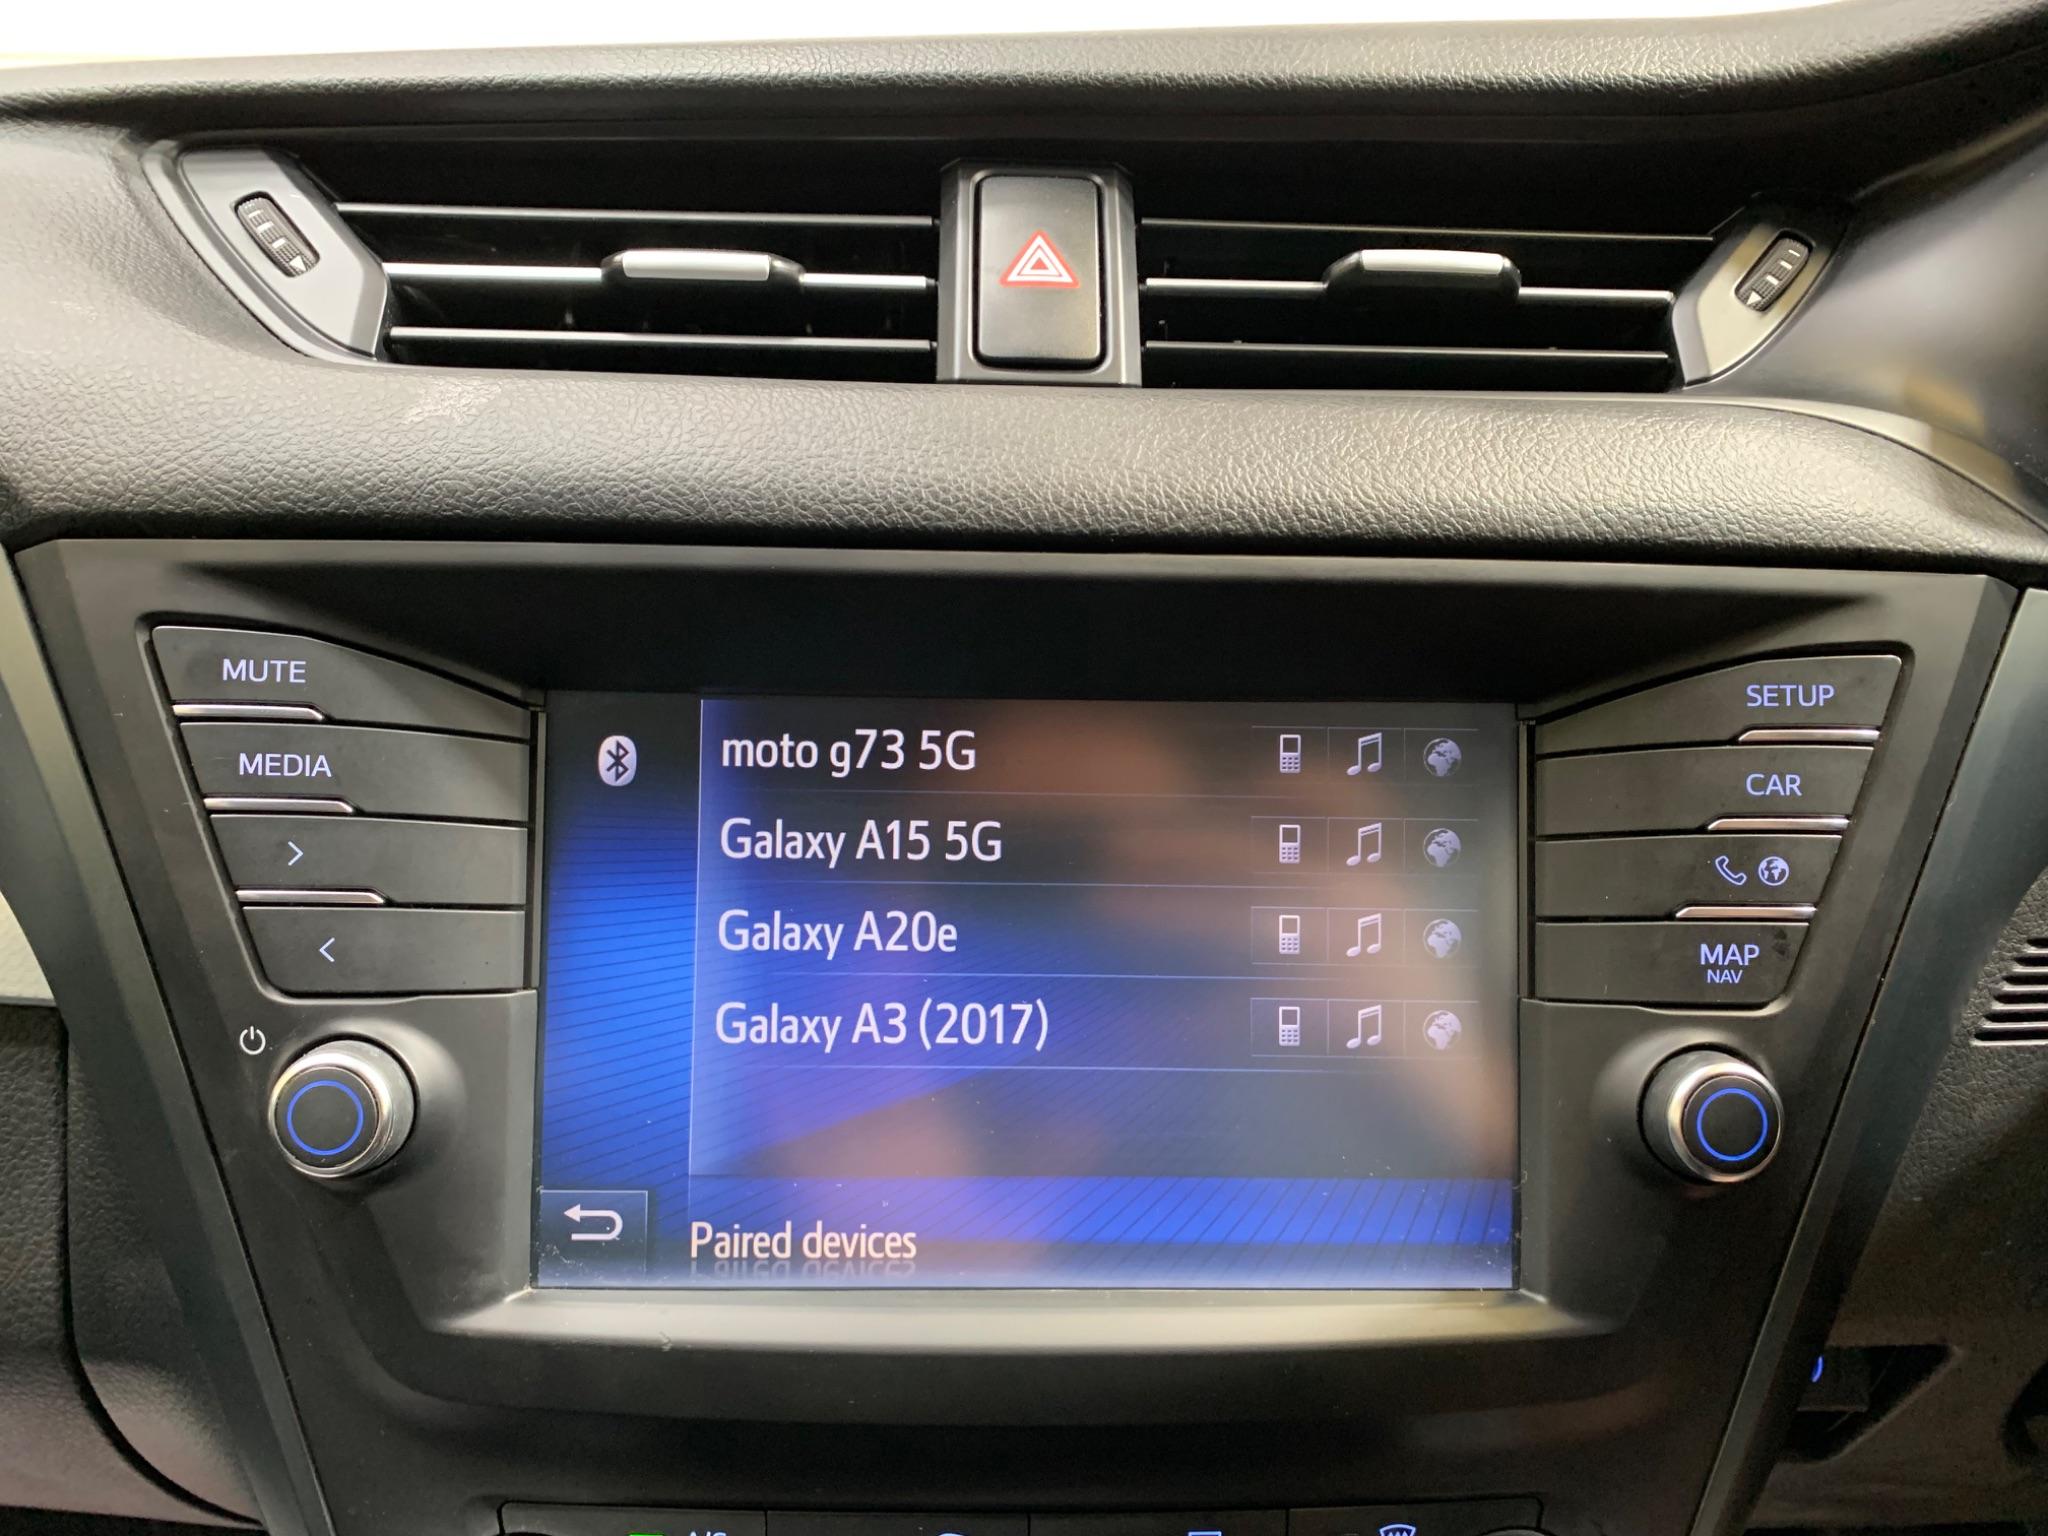 MUTE
MEDIA
>
<
SETUP
CAR
MAP
NAV
moto g73 5G
Galaxy A15 5G
Galaxy A20e
Galaxy A3 (2017)
Paired devices